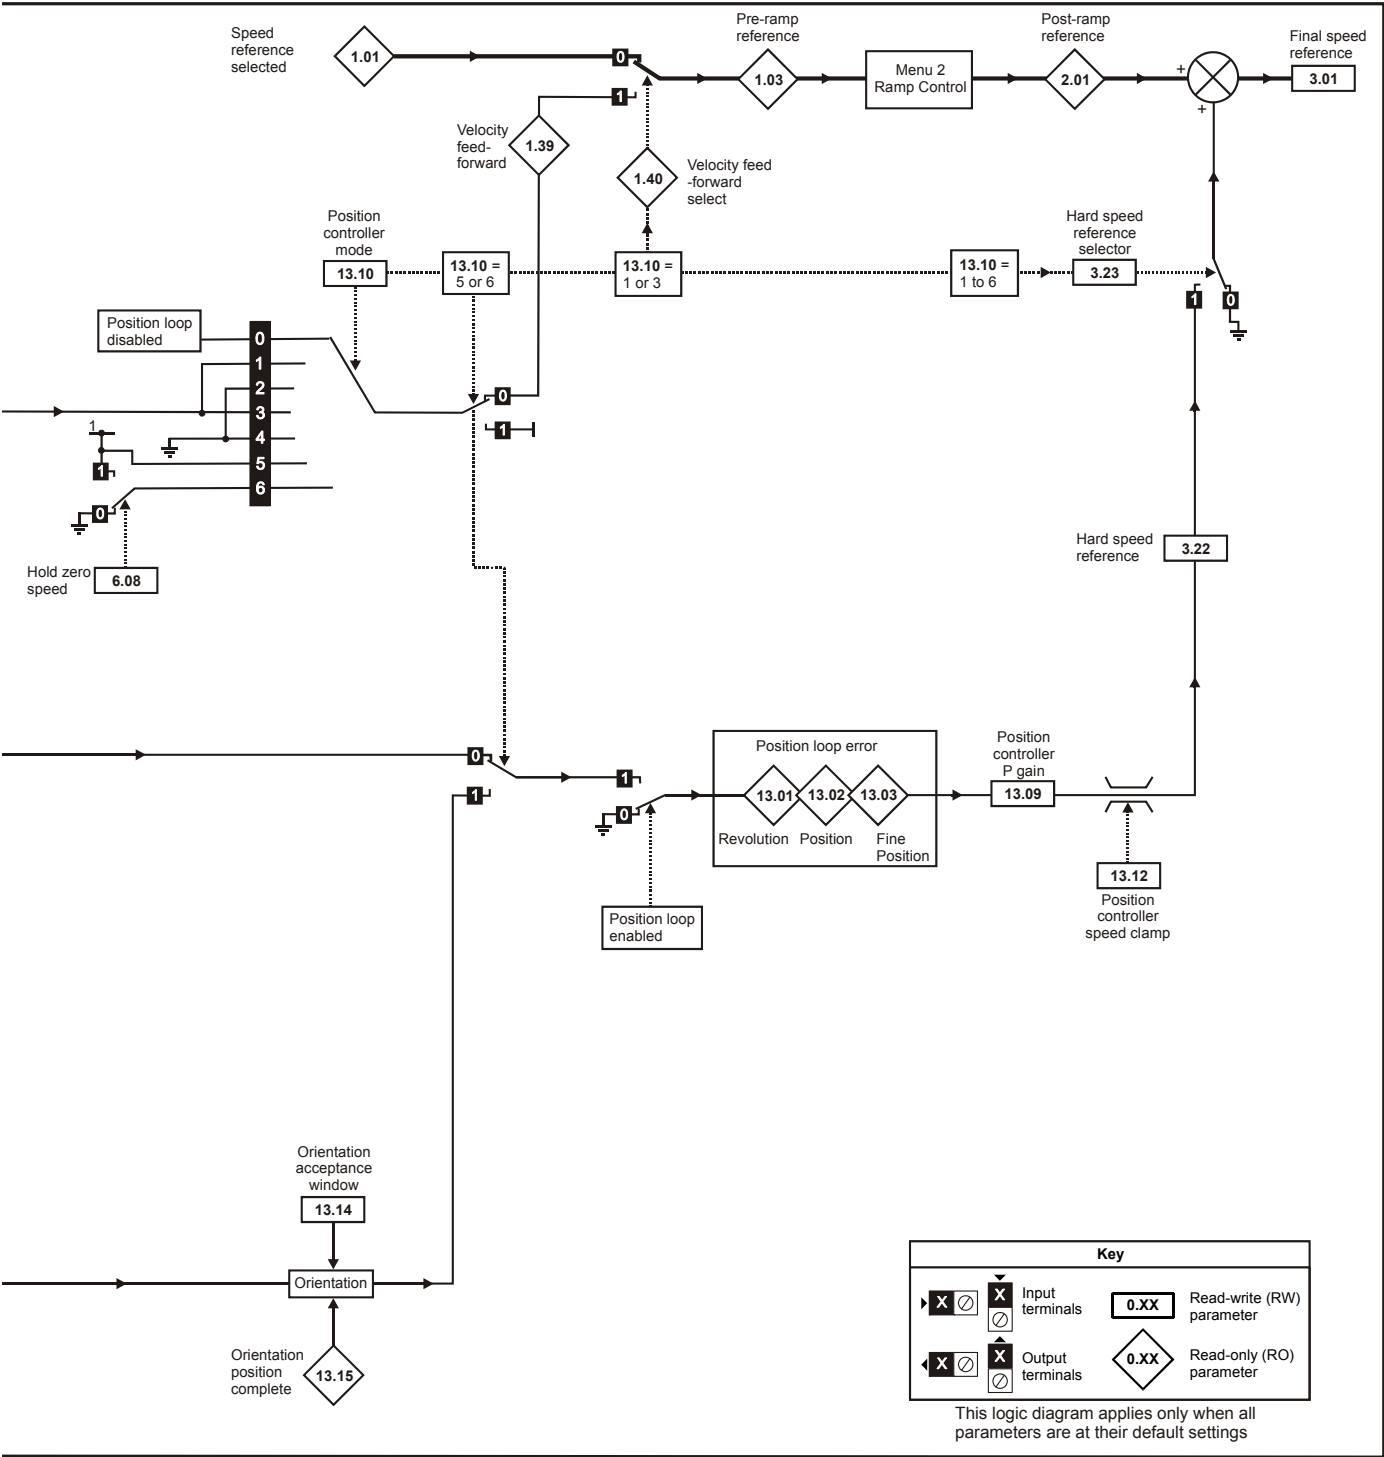 Speed
reference
selected
1.01
0
1
Pre-ramp
reference
1.03
Menu 2
Ramp Control
Post-ramp
reference
2.01
+
+
Final speed
reference
3.01
Velocity
feed-
forward
1.39
1.40
Velocity feed
-forward
select
Position
controller
mode
13.10
13.10 =
5 or 6
13.10 =
1 or 3
13.10 =
1 to 6
Hard speed
reference
selector
3.23
1
0
Position loop
disabled
0
1
2
3
4
5
6
0
1
1
1
0
Hold zero
speed
6.08
Hard speed
reference
3.22
0
1
1
0
Position loop error
13.01
13.02
13.03
Revolution
Position
Fine
Position
Position
controller
P gain
13.09
13.12
Position
controller
speed clamp
Position loop
enabled
Orientation
acceptance
window
13.14
Orientation
Orientation
position
complete
13.15
Key
X
X
Input
terminals
0.XX
Read-write (RW)
parameter
X
X
Output
terminals
0.XX
Read-only (RO)
parameter
This logic diagram applies only when all
parameters are at their default settings